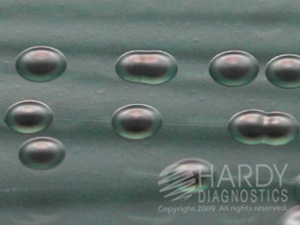 HARDY
DIAGNOSTICS
Copyright 2009 All rights reserved.